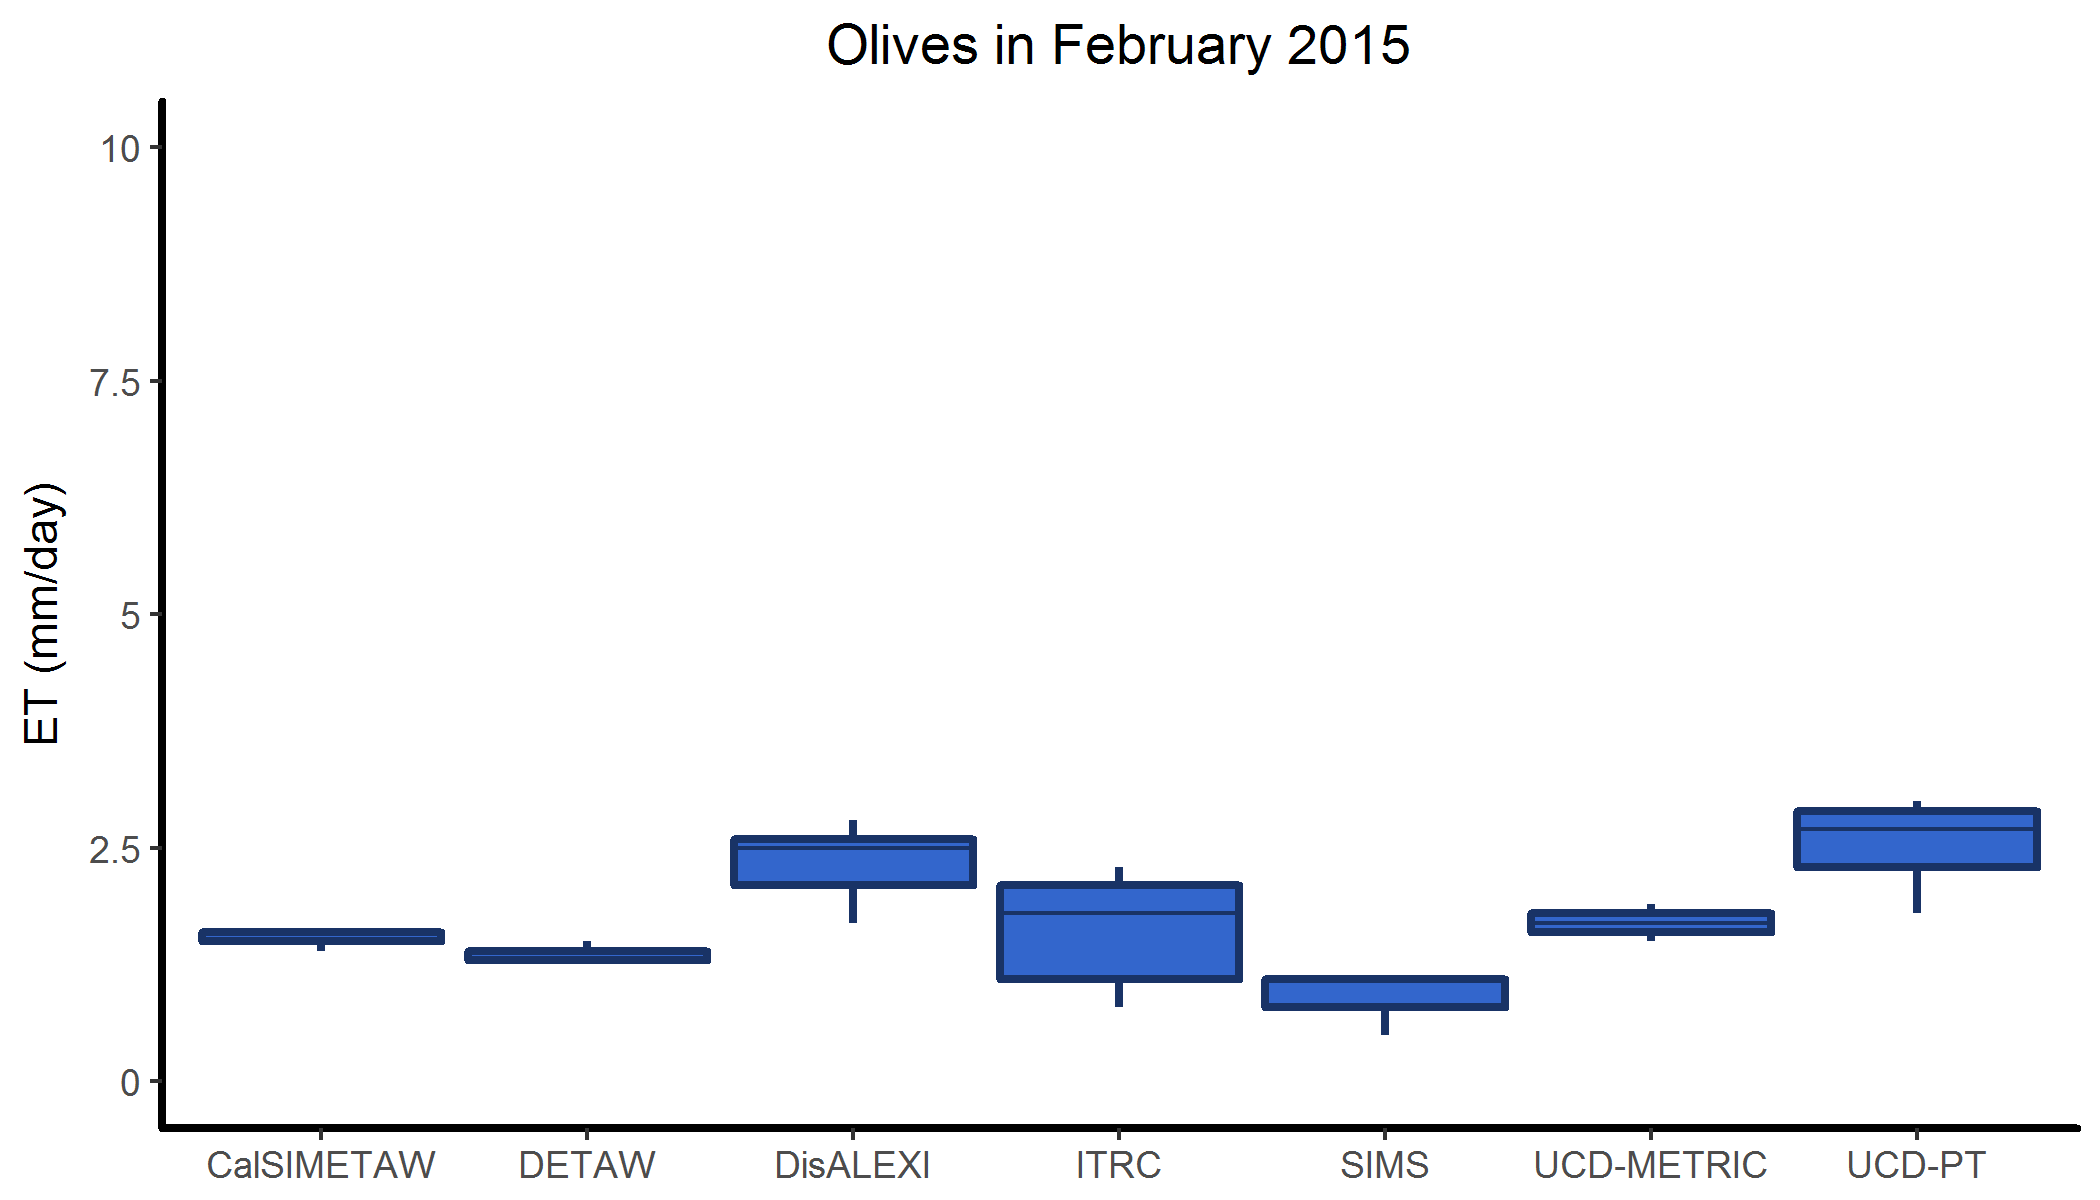 Olives in February 2015
ET (mm/day)
10
7.5
5
2.5
0
CalSIMETAW DETAW DisALEXI ITRC SIMS UCD-METRIC UCD-PT